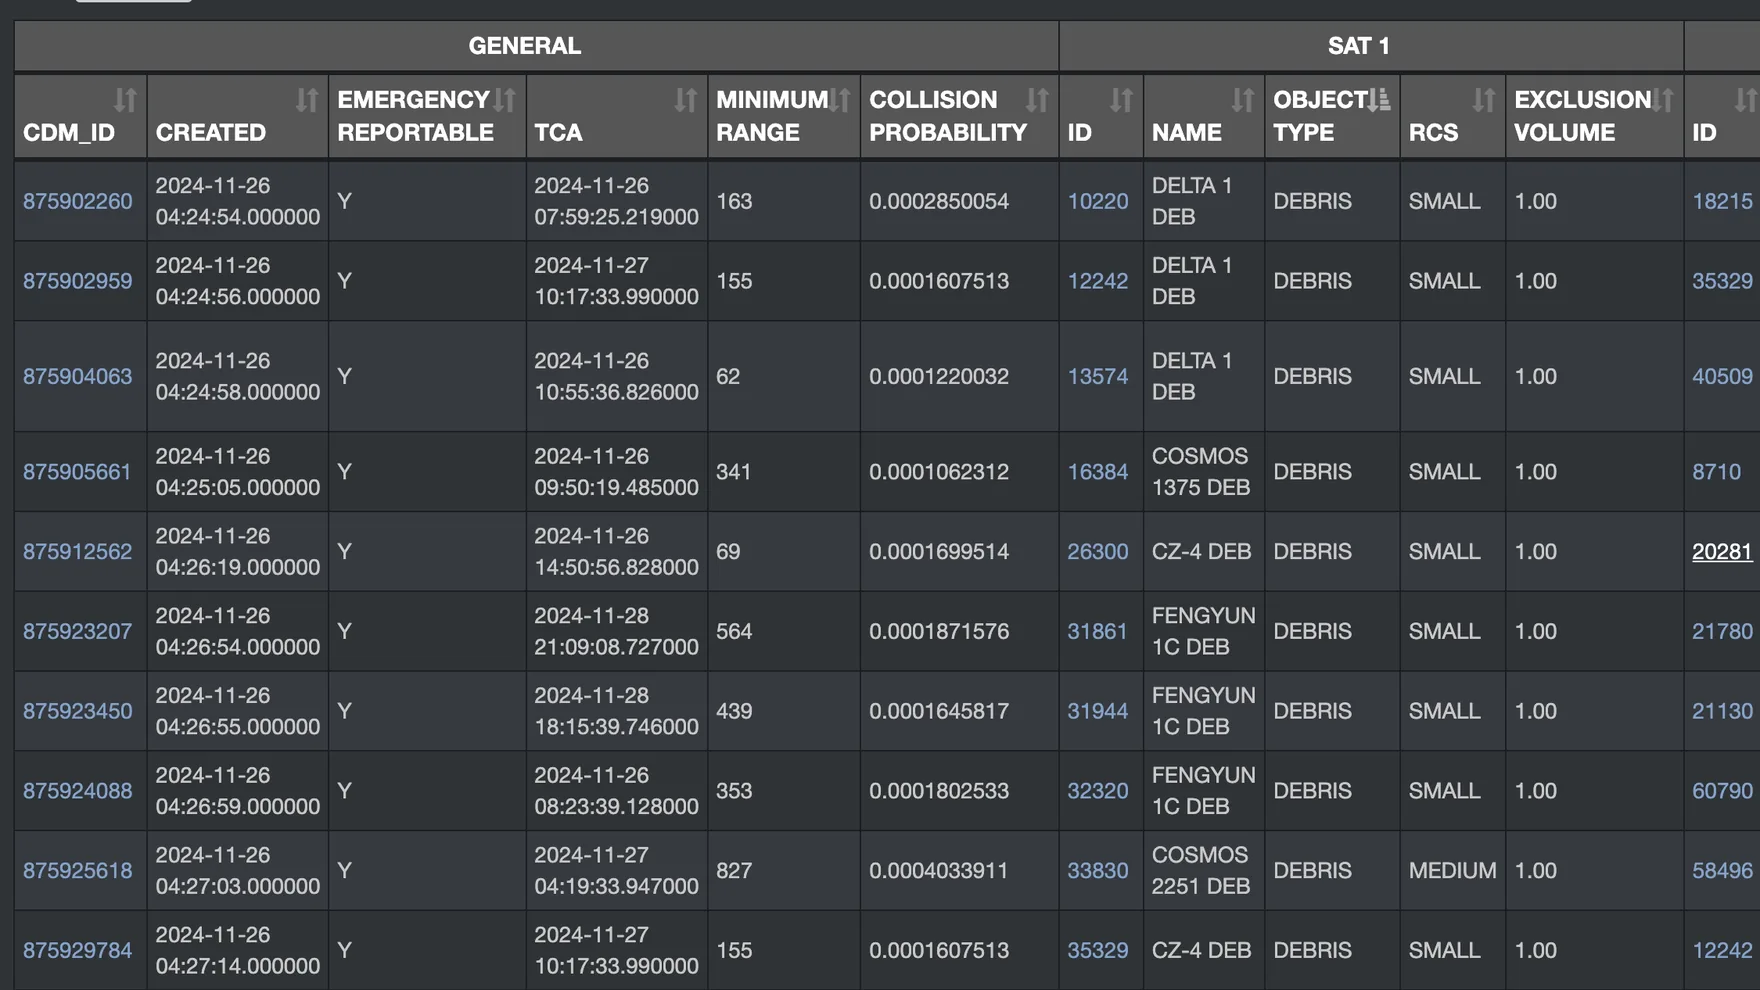 GENERAL SAT 1
CDM_ID CREATED EMERGENCY REPORTABLE TCA MINIMUM RANGE COLLISION PROBABILITY ID NAME OBJECT TYPE RCS EXCLUSION VOLUME ID
875902260 2024-11-26 04:24:54.000000 Y 2024-11-26 07:59:25.219000 163 0.0002850054 10220 DELTA 1 DEB DEBRIS SMALL 1.00 18215
875902959 2024-11-26 04:24:56.000000 Y 2024-11-27 10:17:33.990000 155 0.0001607513 12242 DELTA 1 DEB DEBRIS SMALL 1.00 35329
875904063 2024-11-26 04:24:58.000000 Y 2024-11-26 10:55:36.826000 62 0.0001220032 13574 DELTA 1 DEB DEBRIS SMALL 1.00 40509
875905661 2024-11-26 04:25:05.000000 Y 2024-11-26 09:50:19.485000 341 0.0001062312 16384 COSMOS 1375 DEB DEBRIS SMALL 1.00 8710
875912562 2024-11-26 04:26:19.000000 Y 2024-11-26 14:50:56.828000 69 0.0001699514 26300 CZ-4 DEB DEBRIS SMALL 1.00 20281
875923207 2024-11-26 04:26:54.000000 Y 2024-11-28 21:09:08.727000 564 0.0001871576 31861 FENGYUN 1C DEB DEBRIS SMALL 1.00 21780
875923450 2024-11-26 04:26:55.000000 Y 2024-11-28 18:15:39.746000 439 0.0001645817 31944 FENGYUN 1C DEB DEBRIS SMALL 1.00 21130
875924088 2024-11-26 04:26:59.000000 Y 2024-11-26 08:23:39.128000 353 0.0001802533 32320 FENGYUN 1C DEB DEBRIS SMALL 1.00 60790
875925618 2024-11-26 04:27:03.000000 Y 2024-11-27 04:19:33.947000 827 0.0004033911 33830 COSMOS 2251 DEB DEBRIS MEDIUM 1.00 58496
875929784 2024-11-26 04:27:14.000000 Y 2024-11-27 10:17:33.990000 155 0.0001607513 35329 CZ-4 DEB DEBRIS SMALL 1.00 12242